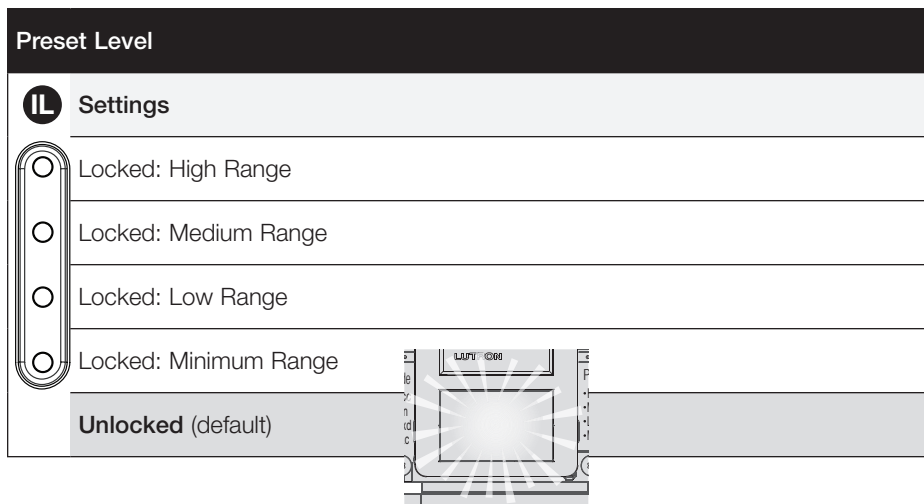 Preset Level
IL Settings
Locked: High Range
Locked: Medium Range
Locked: Low Range
Locked: Minimum Range
LUTRON
Unlocked (default)